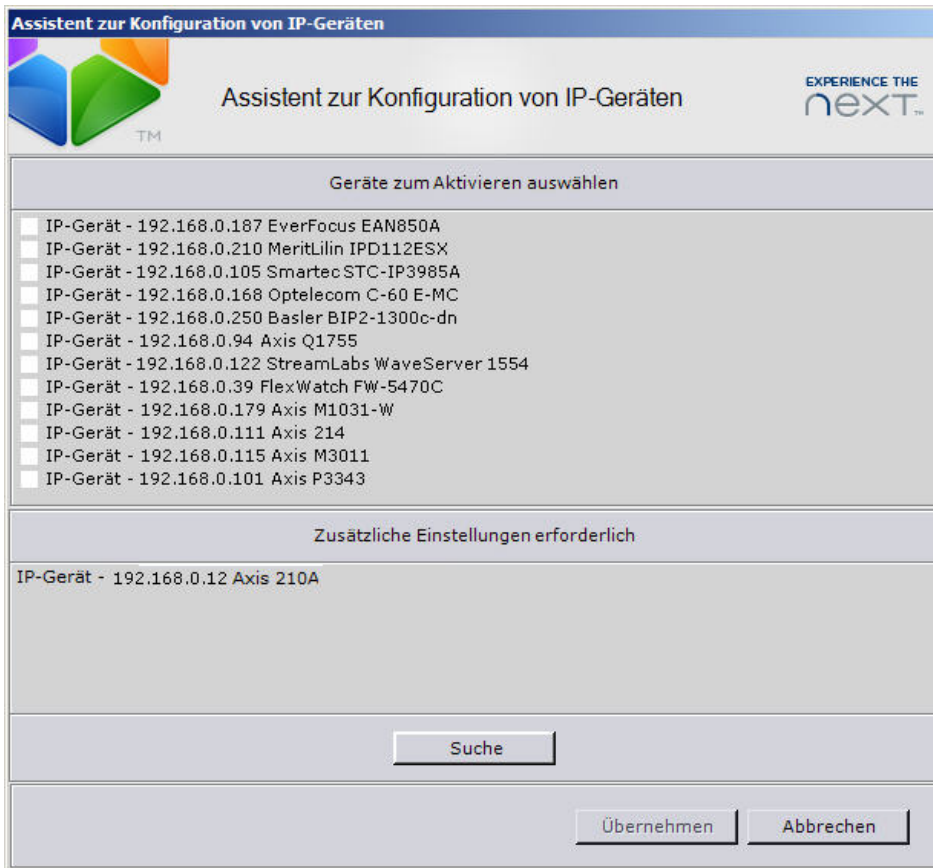 Assistent zur Konfiguration von IP-Geräten
TM
Assistent zur Konfiguration von IP-Geräten
EXPERIENCE THE
next™
Geräte zum Aktivieren auswählen
IP-Gerät - 192.168.0.187 EverFocus EAN850A
IP-Gerät - 192.168.0.210 MeritLilin IPD112ESX
IP-Gerät - 192.168.0.105 Smartec STC-IP3985A
IP-Gerät - 192.168.0.168 Optelecom C-60 E-MC
IP-Gerät - 192.168.0.250 Basler BIP2-1300c-dn
IP-Gerät - 192.168.0.94 Axis Q1755
IP-Gerät - 192.168.0.122 StreamLabs WaveServer 1554
IP-Gerät - 192.168.0.39 FlexWatch FW-5470C
IP-Gerät - 192.168.0.179 Axis M1031-W
IP-Gerät - 192.168.0.111 Axis 214
IP-Gerät - 192.168.0.115 Axis M3011
IP-Gerät - 192.168.0.101 Axis P3343
Zusätzliche Einstellungen erforderlich
IP-Gerät - 192.168.0.12 Axis 210A
Suche
Übernehmen
Abbrechen